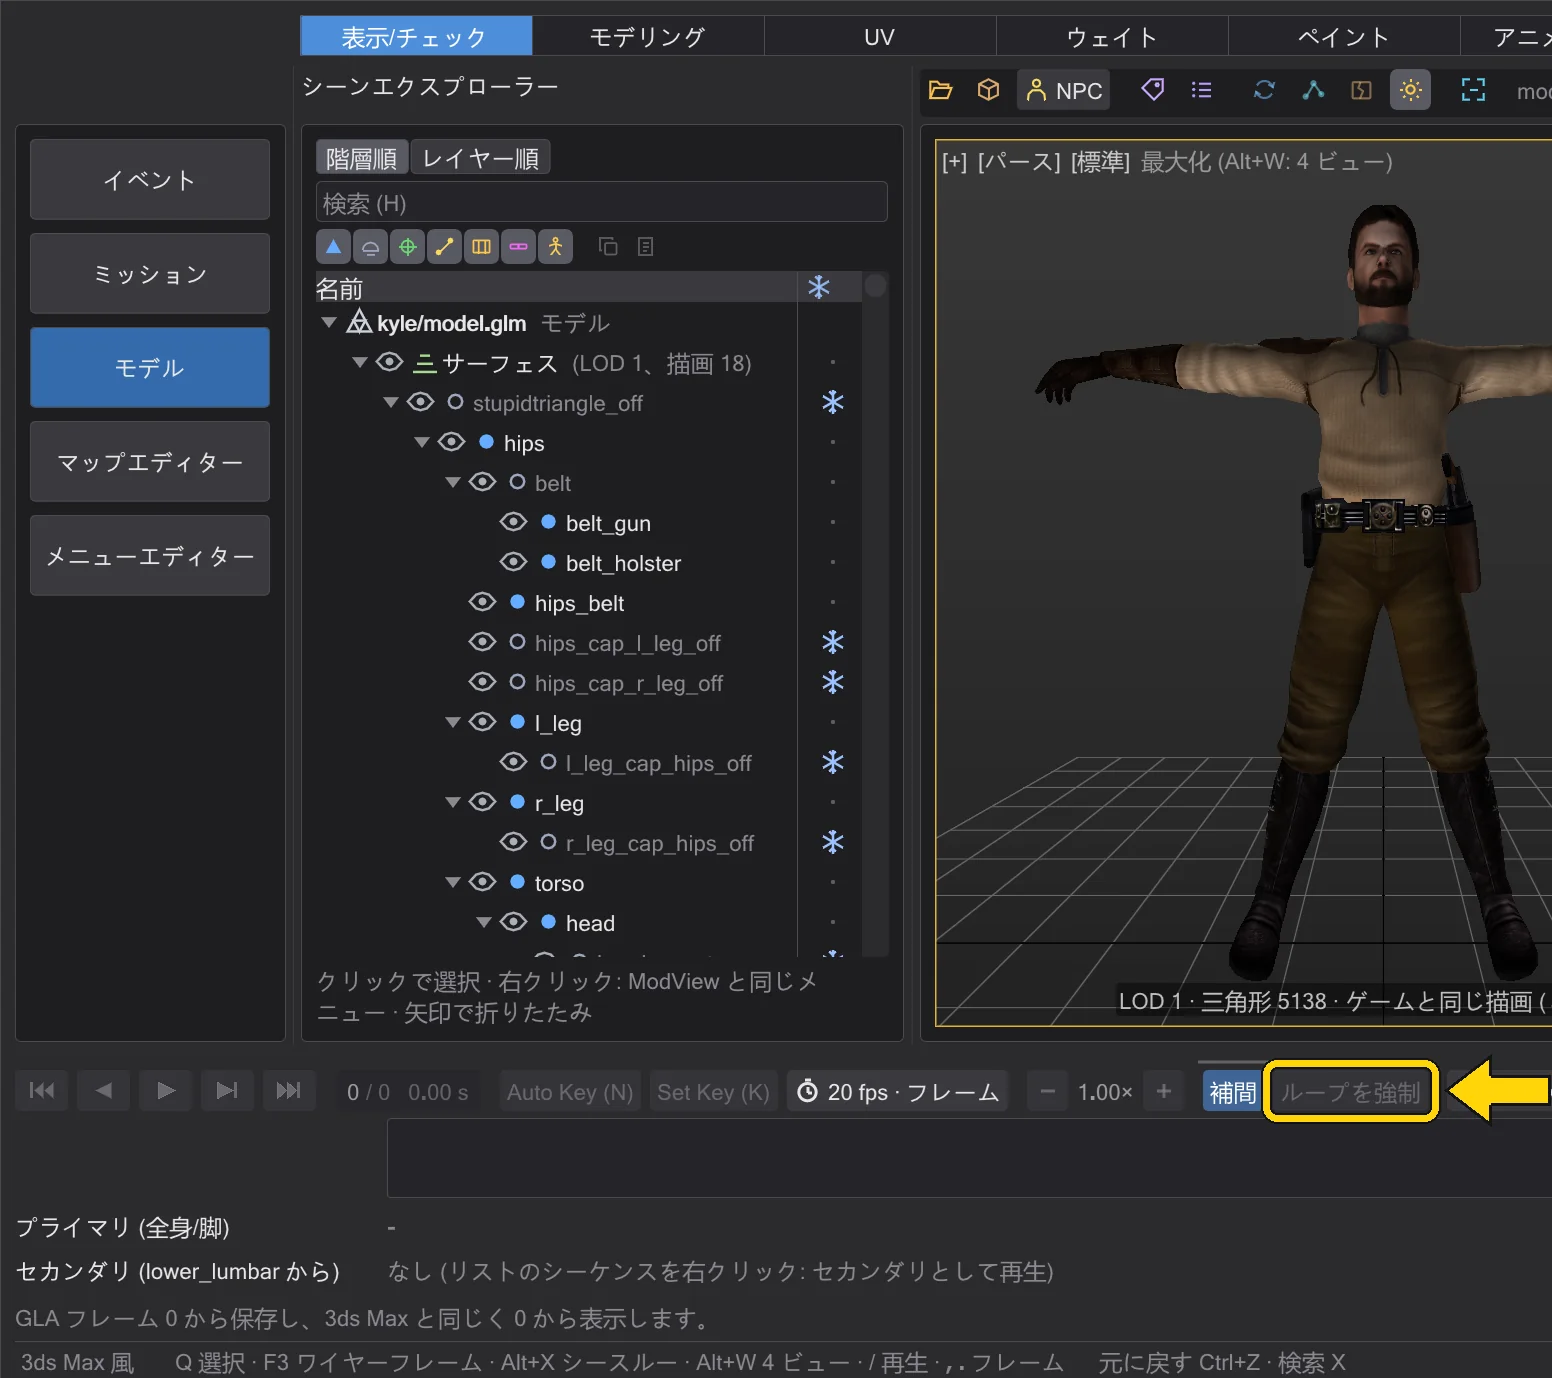 表示/チェック
モデリング
UV
ウェイト
ペイント
シーンエクスプローラー
NPC
イベント
ミッション
モデル
マップエディター
メニューエディター
階層順
レイヤー順
検索 (H)
名前
kyle/model.glm モデル
サーフェス (LOD 1、描画 18)
stupidtriangle_off
hips
belt
belt_gun
belt_holster
hips_belt
hips_cap_l_leg_off
hips_cap_r_leg_off
l_leg
l_leg_cap_hips_off
r_leg
r_leg_cap_hips_off
torso
head
クリックで選択 · 右クリック: ModView と同じメ
ニュー · 矢印で折りたたみ
[+] [パース] [標準] 最大化 (Alt+W: 4 ビュー)
LOD 1 · 三角形 5138 · ゲームと同じ描画 (
0 / 0 0.00 s
Auto Key (N)
Set Key (K)
20 fps · フレーム
− 1.00× +
補間
ループを強制
プライマリ (全身/脚) -
セカンダリ (lower_lumbar から) なし (リストのシーケンスを右クリック: セカンダリとして再生)
GLA フレーム 0 から保存し、3ds Max と同じく 0 から表示します。
3ds Max 風 Q 選択 · F3 ワイヤーフレーム · Alt+X シースルー · Alt+W 4 ビュー · / 再生 · , . フレーム 元に戻す Ctrl+Z · 検索 X